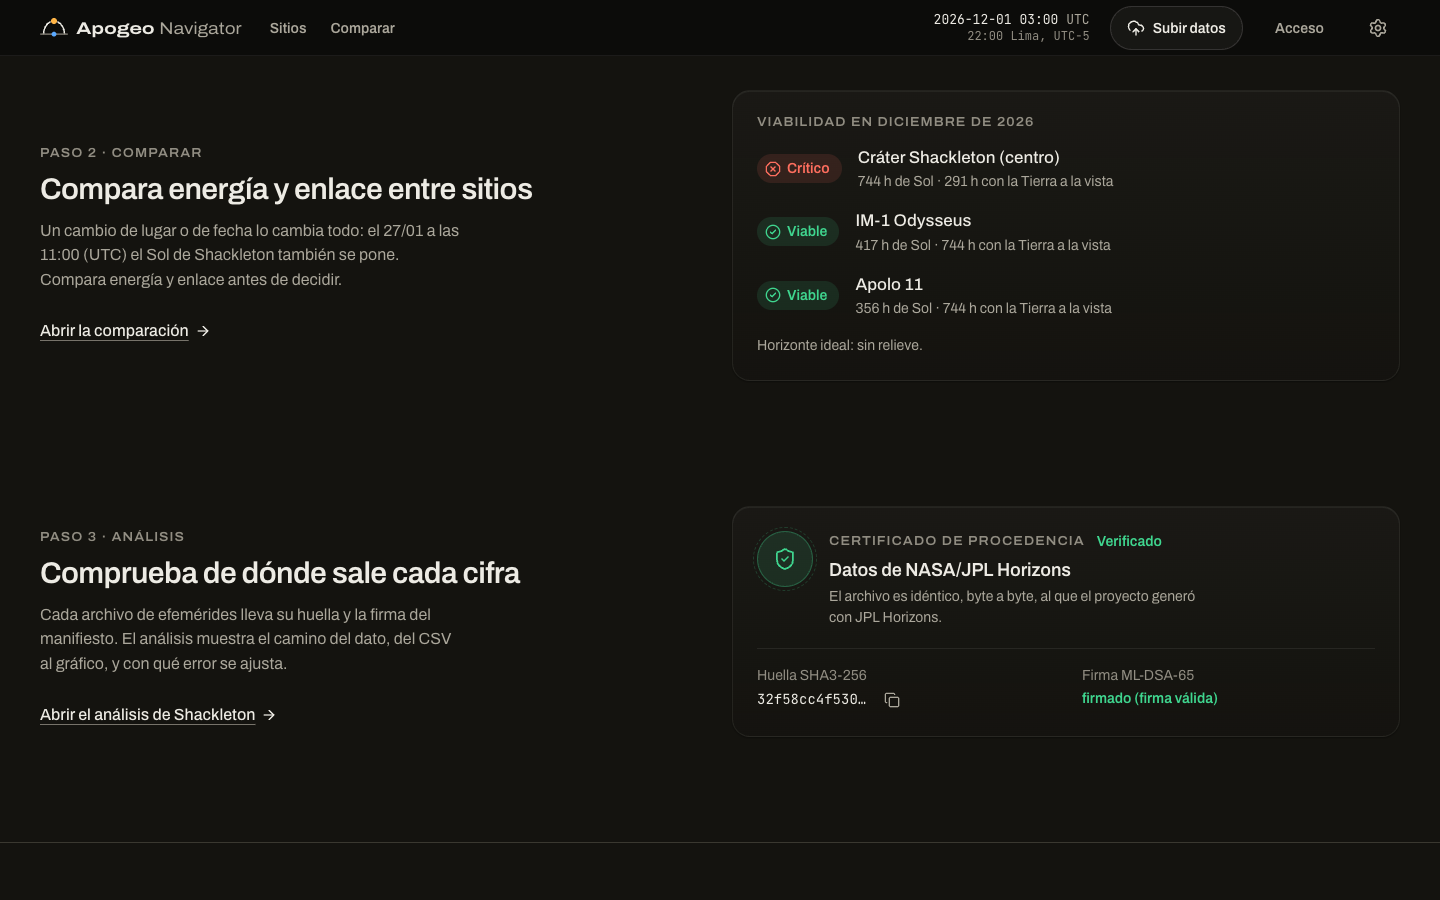 Apogeo Navigator
Sitios
Comparar
2026-12-01 03:00 UTC
22:00 Lima, UTC-5
Subir datos
Acceso
PASO 2 · COMPARAR
Compara energía y enlace entre sitios
Un cambio de lugar o de fecha lo cambia todo: el 27/01 a las
11:00 (UTC) el Sol de Shackleton también se pone.
Compara energía y enlace antes de decidir.
Abrir la comparación →
VIABILIDAD EN DICIEMBRE DE 2026
Crítico
Cráter Shackleton (centro)
744 h de Sol · 291 h con la Tierra a la vista
Viable
IM-1 Odysseus
417 h de Sol · 744 h con la Tierra a la vista
Viable
Apolo 11
356 h de Sol · 744 h con la Tierra a la vista
Horizonte ideal: sin relieve.
PASO 3 · ANÁLISIS
Comprueba de dónde sale cada cifra
Cada archivo de efemérides lleva su huella y la firma del
manifiesto. El análisis muestra el camino del dato, del CSV
al gráfico, y con qué error se ajusta.
Abrir el análisis de Shackleton →
CERTIFICADO DE PROCEDENCIA Verificado
Datos de NASA/JPL Horizons
El archivo es idéntico, byte a byte, al que el proyecto generó
con JPL Horizons.
Huella SHA3-256
32f58cc4f530…
Firma ML-DSA-65
firmado (firma válida)